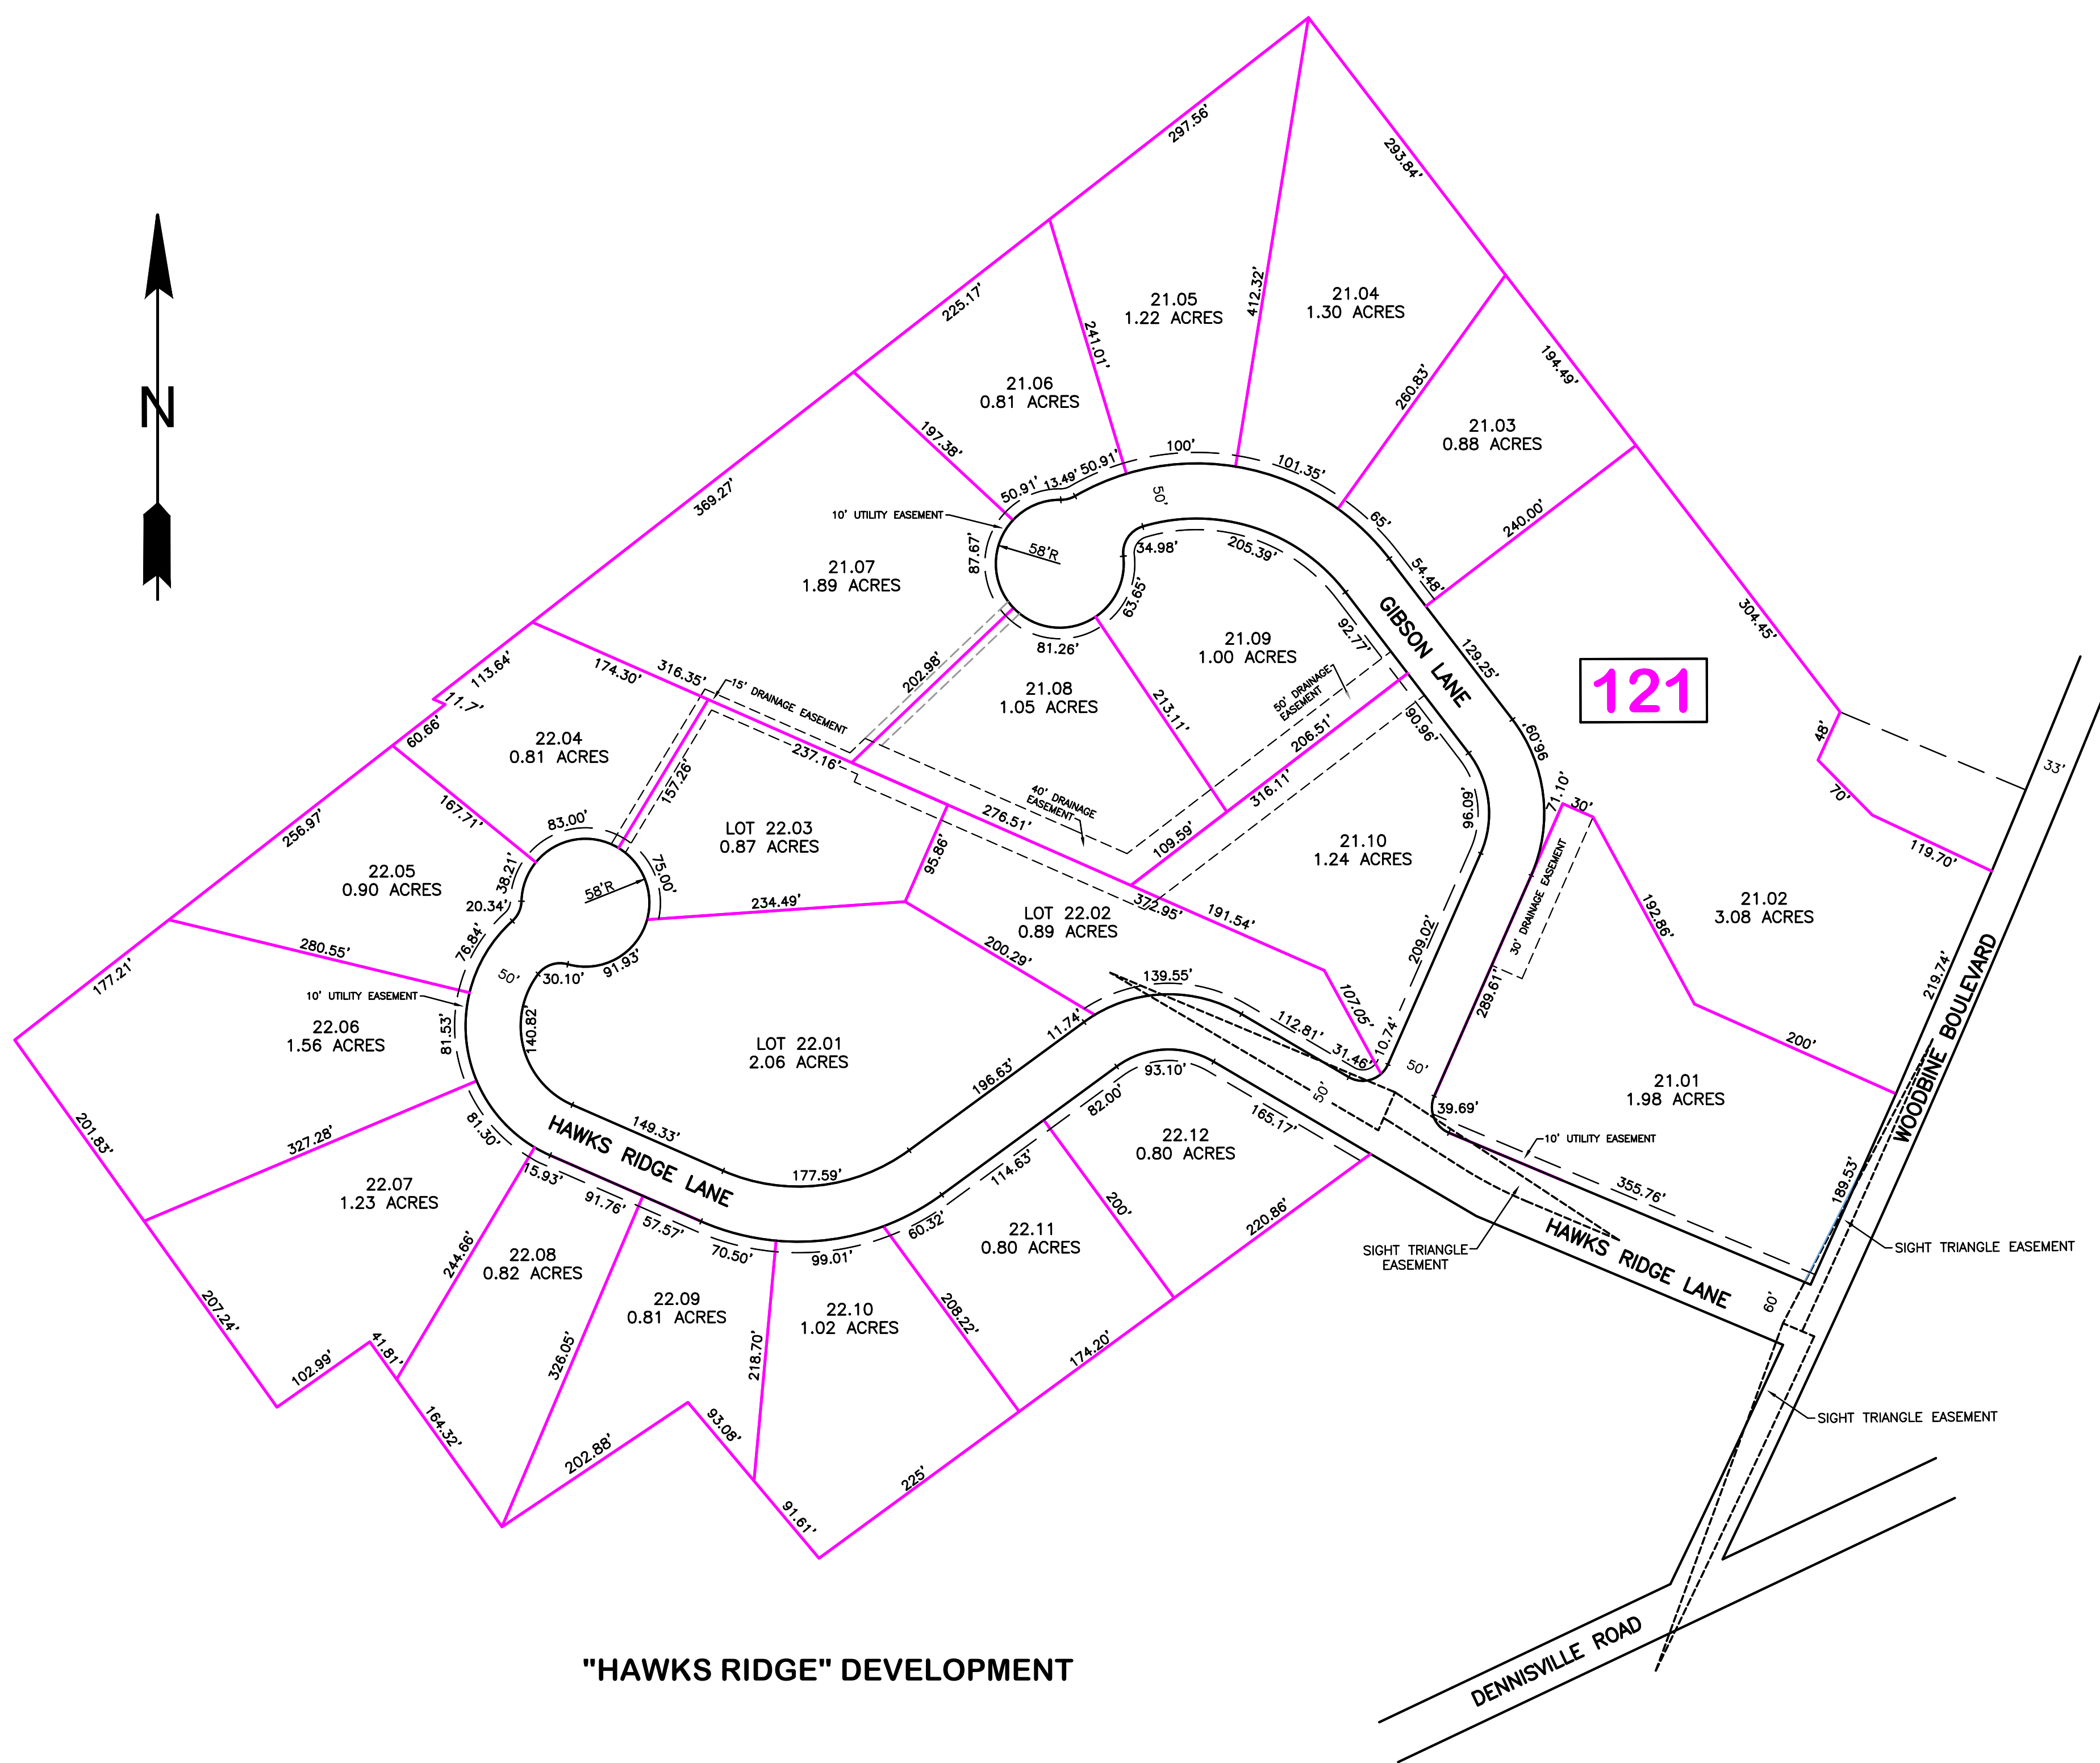 297.56'
293.84'
N
225.17'
241.01'
21.05
1.22 ACRES
412.32'
21.04
1.30 ACRES
260.83'
194.49'
21.06
0.81 ACRES
197.38'
21.03
0.88 ACRES
369.27'
50.91'
13.49'
50.91'
100'
101.35'
50'
65'
240.00'
10' UTILITY EASEMENT
58'R
87.67'
34.98'
205.39'
54.48'
21.07
1.89 ACRES
63.65'
81.26'
92.77'
GIBSON LANE
129.25'
304.45'
21.09
1.00 ACRES
113.64'
11.7'
174.30'
316.35'
15' DRAINAGE EASEMENT
202.98'
21.08
1.05 ACRES
213.11'
50' DRAINAGE
EASEMENT
206.51'
316.11'
90.96'
121
60.96'
48'
33'
60.66'
22.04
0.81 ACRES
237.16'
157.26'
40' DRAINAGE
EASEMENT
276.51'
109.59'
96.09'
71.10'
30'
70'
119.70'
256.97'
167.71'
83.00'
LOT 22.03
0.87 ACRES
95.86'
21.10
1.24 ACRES
30' DRAINAGE EASEMENT
22.05
0.90 ACRES
38.21'
20.34'
58'R
75.00'
234.49'
372.95'
191.54'
LOT 22.02
0.89 ACRES
209.02'
192.86'
21.02
3.08 ACRES
177.21'
280.55'
76.84'
50'
30.10'
91.93'
200.29'
139.55'
107.05'
289.61'
219.74'
WOODBINE BOULEVARD
10' UTILITY EASEMENT
22.06
1.56 ACRES
81.53'
140.82'
LOT 22.01
2.06 ACRES
11.74'
112.81'
31.46'
10.74'
50'
200'
196.63'
93.10'
50'
39.69'
21.01
1.98 ACRES
201.83'
327.28'
81.30'
149.33'
HAWKS RIDGE LANE
177.59'
82.00'
165.17'
22.12
0.80 ACRES
10' UTILITY EASEMENT
355.76'
189.53'
22.07
1.23 ACRES
15.93'
91.76'
57.57'
70.50'
99.01'
60.32'
114.63'
200'
220.86'
22.11
0.80 ACRES
244.66'
22.08
0.82 ACRES
HAWKS RIDGE LANE
SIGHT TRIANGLE
EASEMENT
SIGHT TRIANGLE EASEMENT
60'
207.24'
102.99'
41.81'
326.05'
22.09
0.81 ACRES
218.70'
22.10
1.02 ACRES
208.22'
174.20'
164.32'
202.88'
93.08'
91.61'
225'
SIGHT TRIANGLE EASEMENT
"HAWKS RIDGE" DEVELOPMENT
DENNISVILLE ROAD